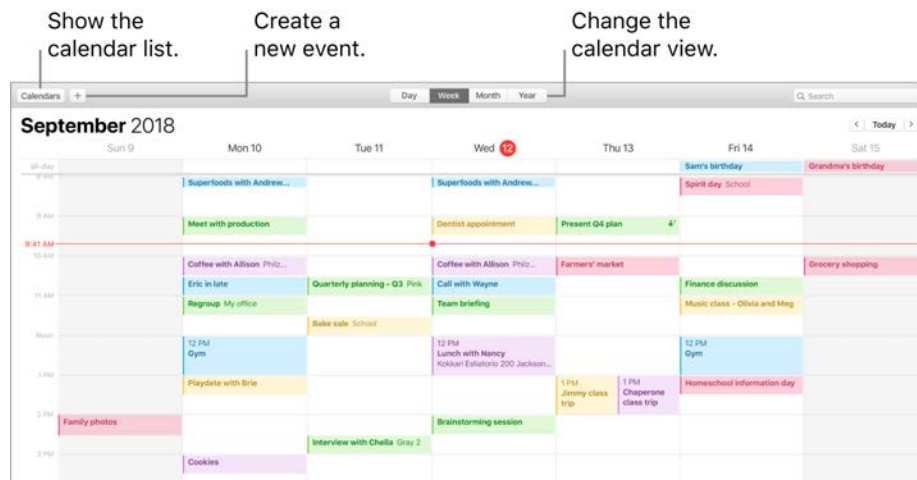 Show the
calendar list.
Create a
new event.
Change the
calendar view.
Calendars + Day Week Month Year Search
September 2018 < Today >
Sun 9 Mon 10 Tue 11 Wed 12 Thu 13 Fri 14 Sat 15
all-day Sam's birthday Grandma's birthday
Superfoods with Andrew... Superfoods with Andrew... Spirit day School
9 AM Meet with production Dentist appointment Present Q4 plan
9:41 AM
10 AM
Coffee with Allison Philz... Coffee with Allison Philz... Farmers' market Grocery shopping
Eric in late Quarterly planning - Q3 Pink Call with Wayne Finance discussion
11 AM
Regroup My office Team briefing Music class - Olivia and Meg
Bake sale School
Noon
12 PM 12 PM 12 PM
Gym Lunch with Nancy Gym
Kokkari Estiatorio 200 Jackson...
1 PM
Playdate with Brie 1 PM 1 PM Homeschool information day
Jimmy class Chaperone
trip class trip
2 PM
Family photos Brainstorming session
Interview with Chella Gray 2
3 PM
Cookies